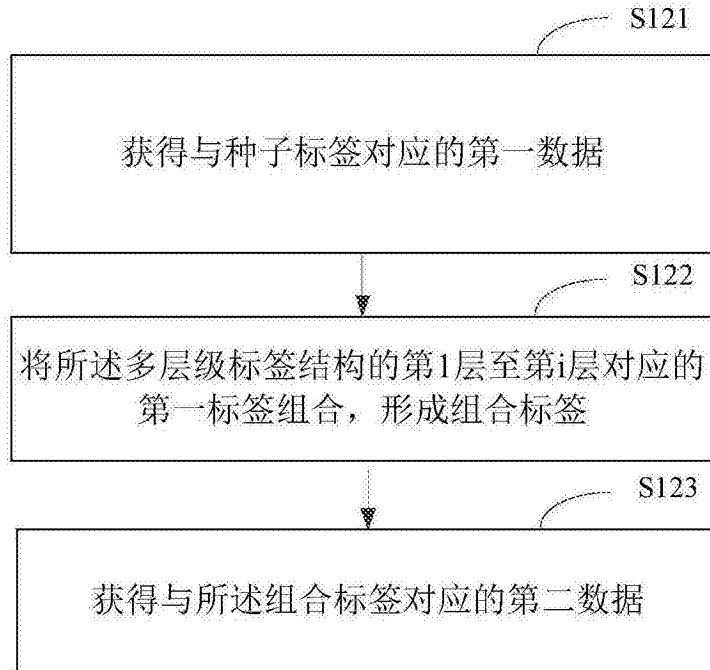 S121
获得与种子标签对应的第一数据
S122
将所述多层级标签结构的第1层至第i层对应的
第一标签组合，形成组合标签
S123
获得与所述组合标签对应的第二数据